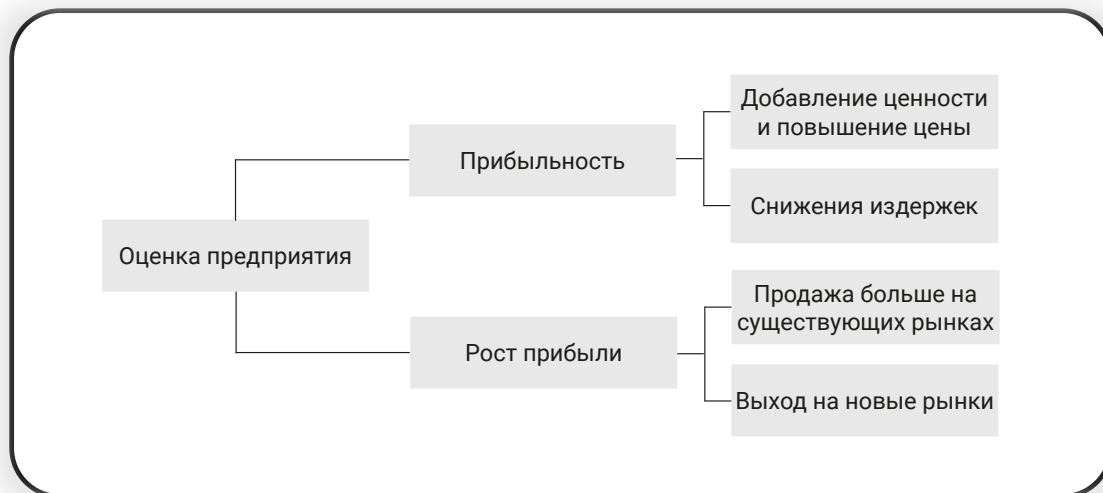 Оценка предприятия
Прибыльность
Добавление ценности
и повышение цены
Снижения издержек
Рост прибыли
Продажа больше на
существующих рынках
Выход на новые рынки